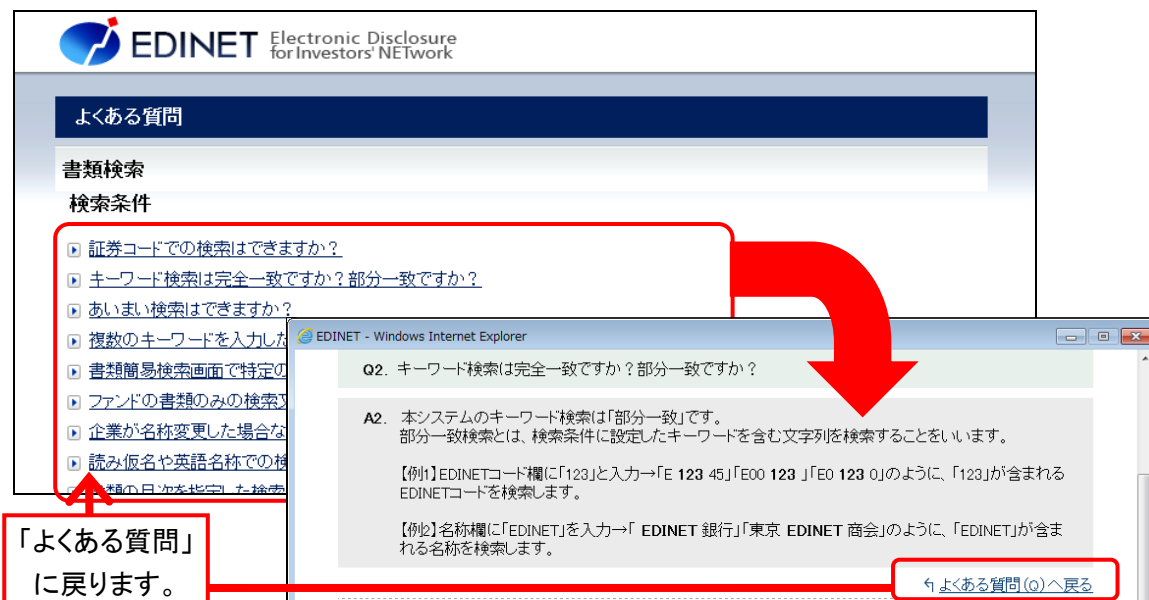 EDINET Electronic Disclosure
for Investors' NETwork
よくある質問
書類検索
検索条件
証券コードでの検索はできますか？
キーワード検索は完全一致ですか？部分一致ですか？
あいまい検索はできますか？
複数のキーワードを入力した
書類簡易検索画面で特定の
ファンドの書類のみの検索
企業が名称変更した場合な
読み仮名や英語名称での検
類の目次を指定した検索
EDINET - Windows Internet Explorer
Q2. キーワード検索は完全一致ですか？部分一致ですか？
A2. 本システムのキーワード検索は「部分一致」です。
部分一致検索とは、検索条件に設定したキーワードを含む文字列を検索することをいいます。
【例1】EDINETコード欄に「123」と入力→「E 123 45」「E00 123 」「E0 123 0」のように、「123」が含まれる
EDINETコードを検索します。
【例2】名称欄に「EDINET」を入力→「 EDINET 銀行」「東京 EDINET 商会」のように、「EDINET」が含ま
れる名称を検索します。
よくある質問(Q)へ戻る
「よくある質問」
に戻ります。